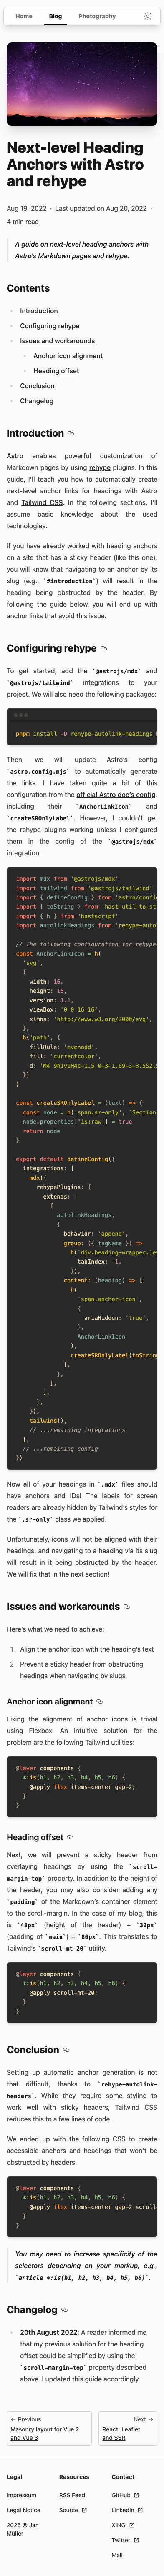 Home Blog Photography
Next-level Heading
Anchors with Astro
and rehype
Aug 19, 2022 · Last updated on Aug 20, 2022 ·
4 min read
A guide on next-level heading anchors with
Astro's Markdown pages and rehype.
Contents
Introduction
Configuring rehype
Issues and workarounds
Anchor icon alignment
Heading offset
Conclusion
Changelog
Introduction
Astro enables powerful customization of
Markdown pages by using rehype plugins. In this
guide, I'll teach you how to automatically create
next-level anchor links for headings with Astro
and Tailwind CSS. In the following sections, I'll
assume basic knowledge about the used
technologies.
If you have already worked with heading anchors
on a site that has a sticky header (like this one),
you will know that navigating to an anchor by its
slug (e.g., `#introduction`) will result in the
heading being obstructed by the header. By
following the guide below, you will end up with
anchor links that avoid this issue.
Configuring rehype
To get started, add the `@astrojs/mdx` and
`@astrojs/tailwind` integrations to your
project. We will also need the following packages:
pnpm install -D rehype-autolink-headings
Then, we will update Astro's config
`astro.config.mjs` to automatically generate
the links. I have taken quite a bit of this
configuration from the official Astro doc's config,
including their `AnchorLinkIcon` and
`createSROnlyLabel`. However, I couldn't get
the rehype plugins working unless I configured
them in the config of the `@astrojs/mdx`
integration.
import mdx from '@astrojs/mdx'
import tailwind from '@astrojs/tailwind'
import { defineConfig } from 'astro/config
import { toString } from 'hast-util-to-st
import { h } from 'hastscript'
import autolinkHeadings from 'rehype-auto
// The following configuration for rehype
const AnchorLinkIcon = h(
'svg',
{
width: 16,
height: 16,
version: 1.1,
viewBox: '0 0 16 16',
xlmns: 'http://www.w3.org/2000/svg',
},
h('path', {
fillRule: 'evenodd',
fill: 'currentcolor',
d: 'M4 9h1v1H4c-1.5 0-3-1.69-3-3.5S2.
})
)
const createSROnlyLabel = (text) => {
const node = h('span.sr-only', `Section
node.properties['is:raw'] = true
return node
}
export default defineConfig({
integrations: [
mdx({
rehypePlugins: {
extends: [
[
autolinkHeadings,
{
behavior: 'append',
group: ({ tagName }) =>
h(`div.heading-wrapper.le
tabIndex: -1,
}),
content: (heading) => [
h(
`span.anchor-icon`,
{
ariaHidden: 'true',
},
AnchorLinkIcon
),
createSROnlyLabel(toStrin
],
},
],
],
},
}),
tailwind(),
// ...remaining integrations
],
// ...remaining config
})
Now all of your headings in `.mdx` files should
have anchors and IDs! The labels for screen
readers are already hidden by Tailwind's styles for
the `.sr-only` class we applied.
Unfortunately, icons will not be aligned with their
headings, and navigating to a heading via its slug
will result in it being obstructed by the header.
We will fix that in the next section!
Issues and workarounds
Here's what we need to achieve:
1. Align the anchor icon with the heading's text
2. Prevent a sticky header from obstructing
headings when navigating by slugs
Anchor icon alignment
Fixing the alignment of anchor icons is trivial
using Flexbox. An intuitive solution for the
problem are the following Tailwind utilities:
@layer components {
*:is(h1, h2, h3, h4, h5, h6) {
@apply flex items-center gap-2;
}
}
Heading offset
Next, we will prevent a sticky header from
overlaying headings by using the `scroll-
margin-top` property. In addition to the height of
the header, you may also consider adding any
`padding` of the Markdown's container element
to the scroll-margin. In the case of my blog, this
is `48px` (height of the header) + `32px`
(padding of `main`) = `80px`. This translates to
Tailwind's `scroll-mt-20` utility.
@layer components {
*:is(h1, h2, h3, h4, h5, h6) {
@apply scroll-mt-20;
}
}
Conclusion
Setting up automatic anchor generation is not
that difficult, thanks to `rehype-autolink-
headers`. While they require some styling to
work well with sticky headers, Tailwind CSS
reduces this to a few lines of code.
We ended up with the following CSS to create
accessible anchors and headings that won't be
obstructed by headers.
@layer components {
*:is(h1, h2, h3, h4, h5, h6) {
@apply flex items-center gap-2 scroll-
}
}
You may need to increase specificity of the
selectors depending on your markup, e.g.,
`article *:is(h1, h2, h3, h4, h5, h6)`.
Changelog
20th August 2022: A reader informed me
that my previous solution for the heading
offset could be simplified by using the
`scroll-margin-top` property described
above. I updated this guide accordingly.
← Previous
Masonry layout for Vue 2
and Vue 3
Next →
React, Leaflet,
and SSR
Legal
Impressum
Legal Notice
2025 © Jan
Müller
Resources
RSS Feed
Source
Contact
GitHub
LinkedIn
XING
Twitter
Mail